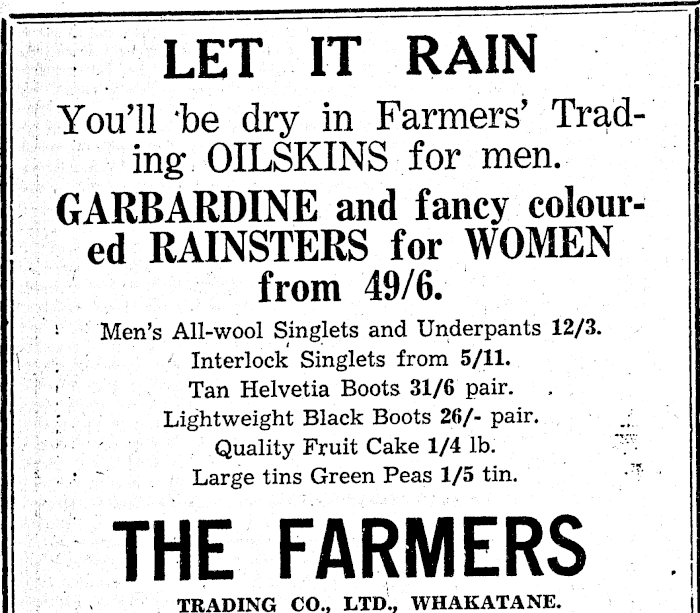 LET IT RAIN
You'll be dry in Farmers' Trad-
ing OILSKINS for men.
GARBARDINE and fancy colour-
ed RAINSTERS for WOMEN
from 49/6.
Men's All-wool Singlets and Underpants 12/3.
Interlock Singlets from 5/11.
Tan Helvetia Boots 31/6 pair.
Lightweight Black Boots 26/- pair.
Quality Fruit Cake 1/4 lb.
Large tins Green Peas 1/5 tin.
THE FARMERS
TRADING CO., LTD., WHAKATANE.